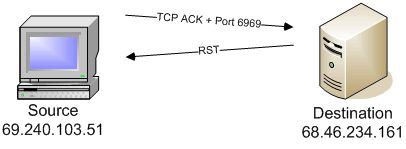 TCP ACK + Port 6969
RST
Source
69.240.103.51
Destination
68.46.234.161